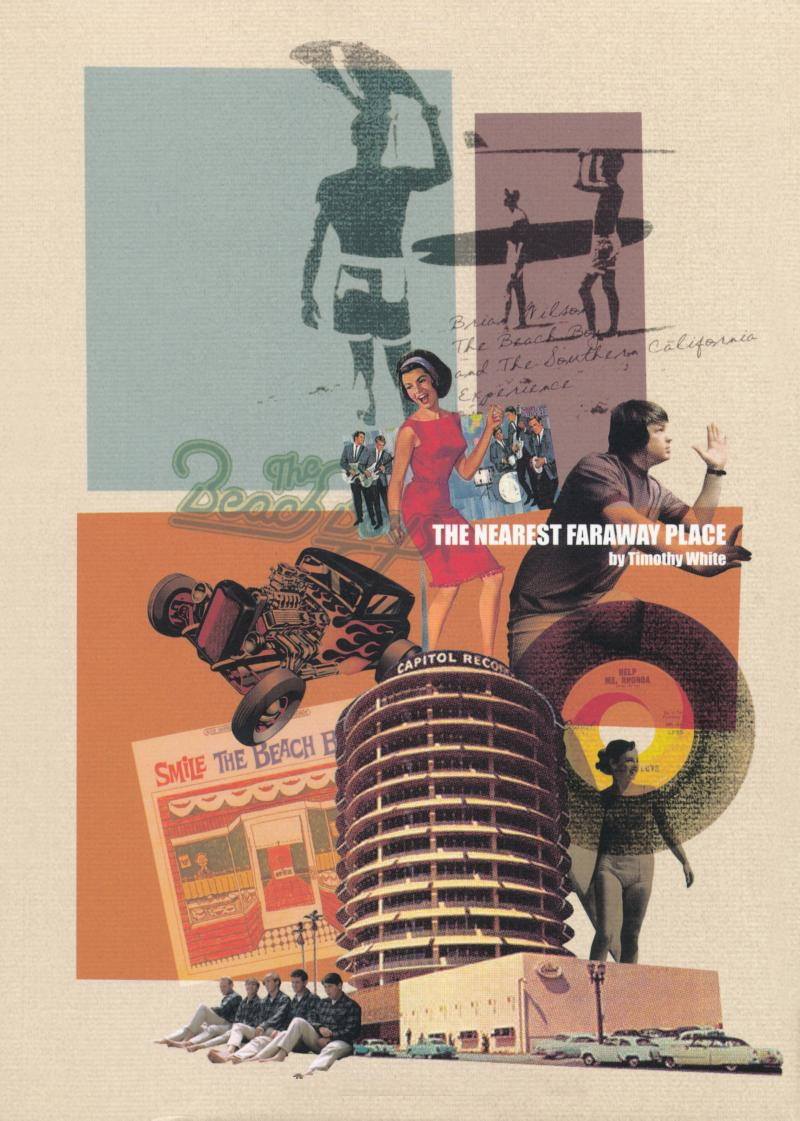 Brian Wilson
The Beach Boys
and The Southern California
Experience
The
Beach Boys
THE NEAREST FARAWAY PLACE
by Timothy White
CAPITOL RECOR
HELP
ME, RHONDA
SMiLE THE BEACH B